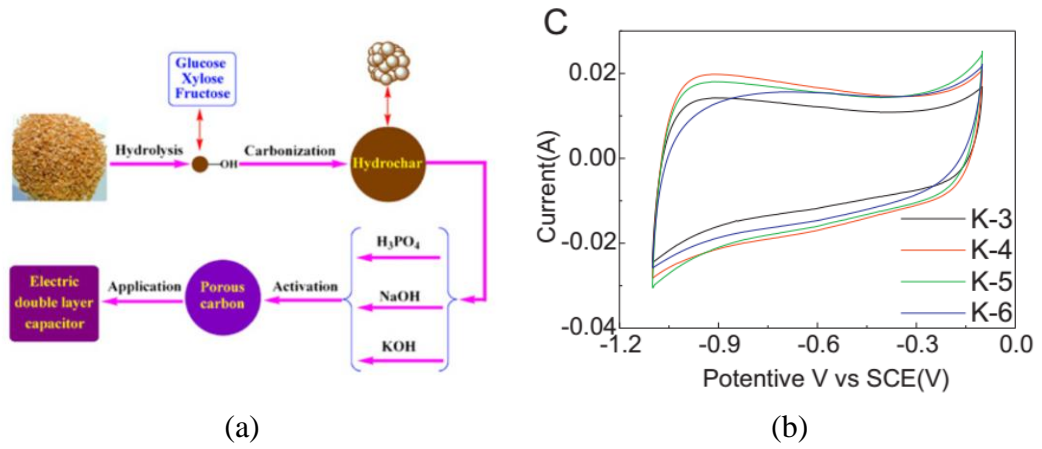 Glucose
Xylose
Fructose
Hydrolysis
OH
Carbonization
Hydrochar
H3PO4
NaOH
KOH
Activation
Porous
carbon
Application
Electric
double layer
capacitor
(a)
C
Current(A)
0.02
0.00
-0.02
-0.04
-1.2 -0.9 -0.6 -0.3 0.0
Potentive V vs SCE(V)
K-3
K-4
K-5
K-6
(b)